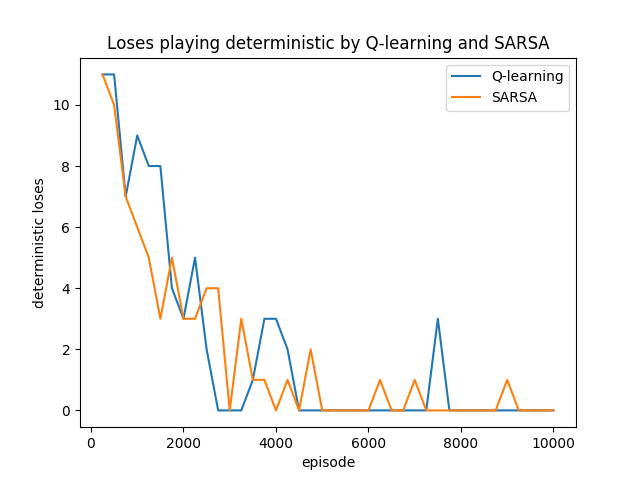 Loses playing deterministic by Q-learning and SARSA
Q-learning
SARSA
deterministic loses
10
8
6
4
2
0
0 2000 4000 6000 8000 10000
episode